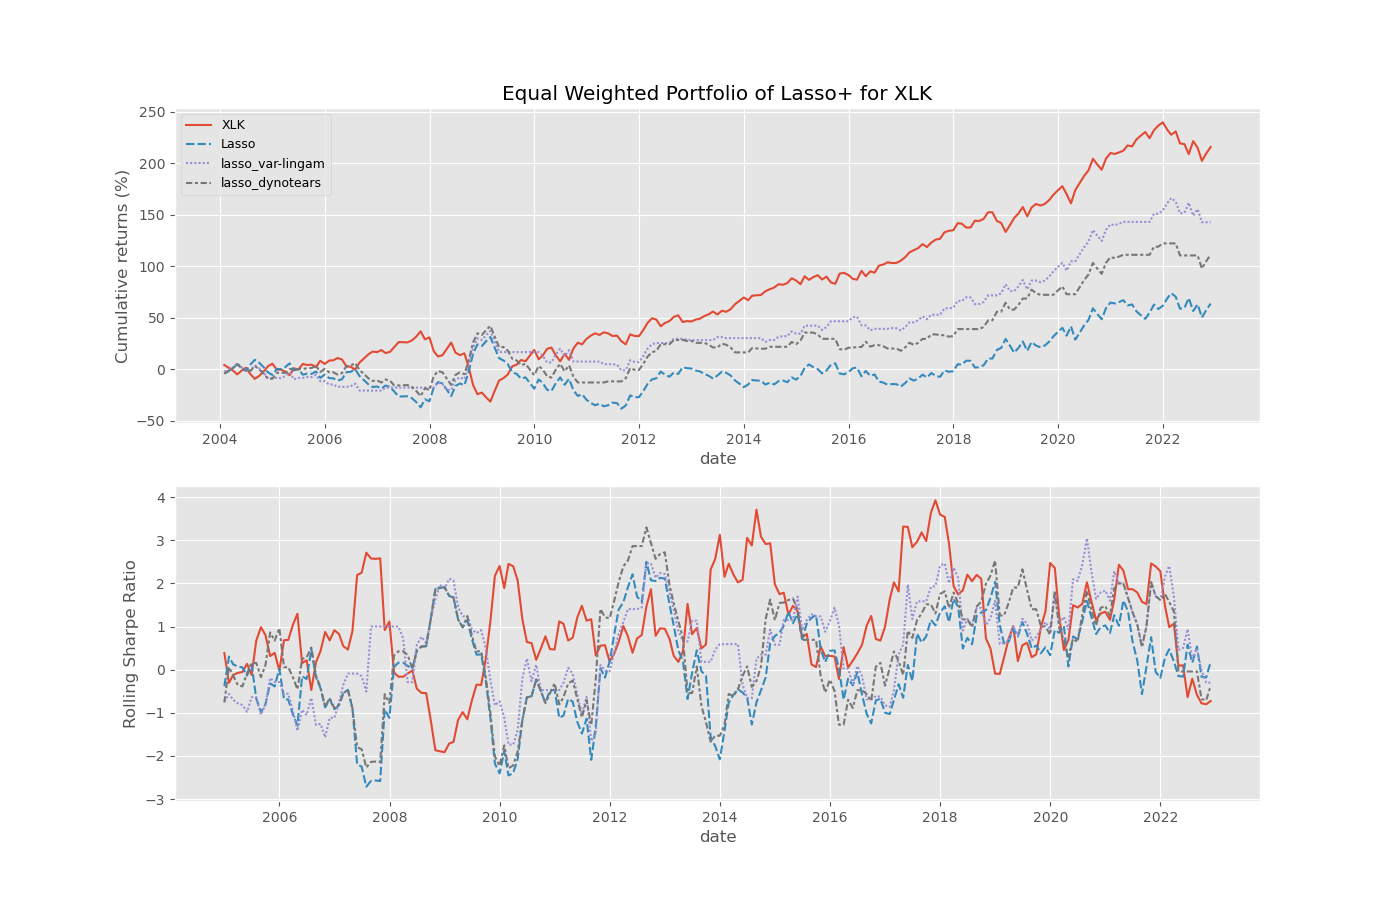 Equal Weighted Portfolio of Lasso+ for XLK
250
200
150
100
50
0
−50
Cumulative returns (%)
XLK
Lasso
lasso_var-lingam
lasso_dynotears
2004 2006 2008 2010 2012 2014 2016 2018 2020 2022
date
4
3
2
1
0
−1
−2
−3
Rolling Sharpe Ratio
2006 2008 2010 2012 2014 2016 2018 2020 2022
date